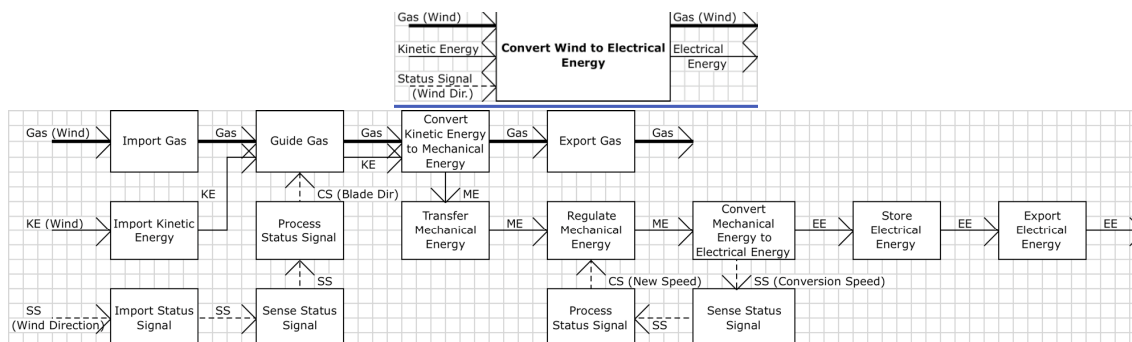 Gas (Wind)
Kinetic Energy
Status Signal
(Wind Dir.)
Convert Wind to Electrical
Energy
Gas (Wind)
Electrical
Energy
Gas (Wind)
Import Gas
Gas
Guide Gas
Gas
KE
Convert
Kinetic Energy
to Mechanical
Energy
Gas
Export Gas
Gas
KE
CS (Blade Dir)
ME
KE (Wind)
Import Kinetic
Energy
Process
Status Signal
Transfer
Mechanical
Energy
ME
Regulate
Mechanical
Energy
ME
Convert
Mechanical
Energy to
Electrical Energy
EE
Store
Electrical
Energy
EE
Export
Electrical
Energy
EE
SS
CS (New Speed)
SS (Conversion Speed)
SS
(Wind Direction)
Import Status
Signal
SS
Sense Status
Signal
Process
Status Signal
SS
Sense Status
Signal